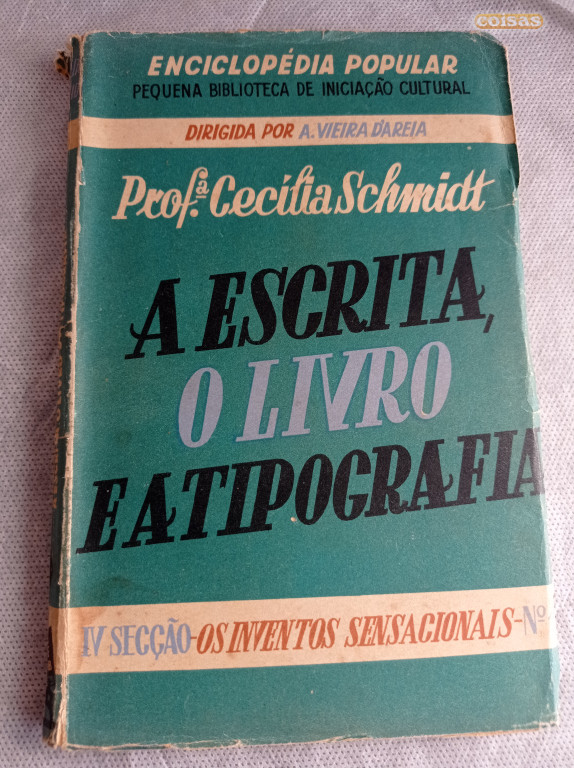 coisas
ENCICLOPÉDIA POPULAR
PEQUENA BIBLIOTECA DE INICIAÇÃO CULTURAL
DIRIGIDA POR A. VIEIRA D'AREIA
Prof.ª Cecília Schmidt
A ESCRITA,
O LIVRO
E A TIPOGRAFIA
IV SECÇÃO - OS INVENTOS SENSACIONAIS - Nº